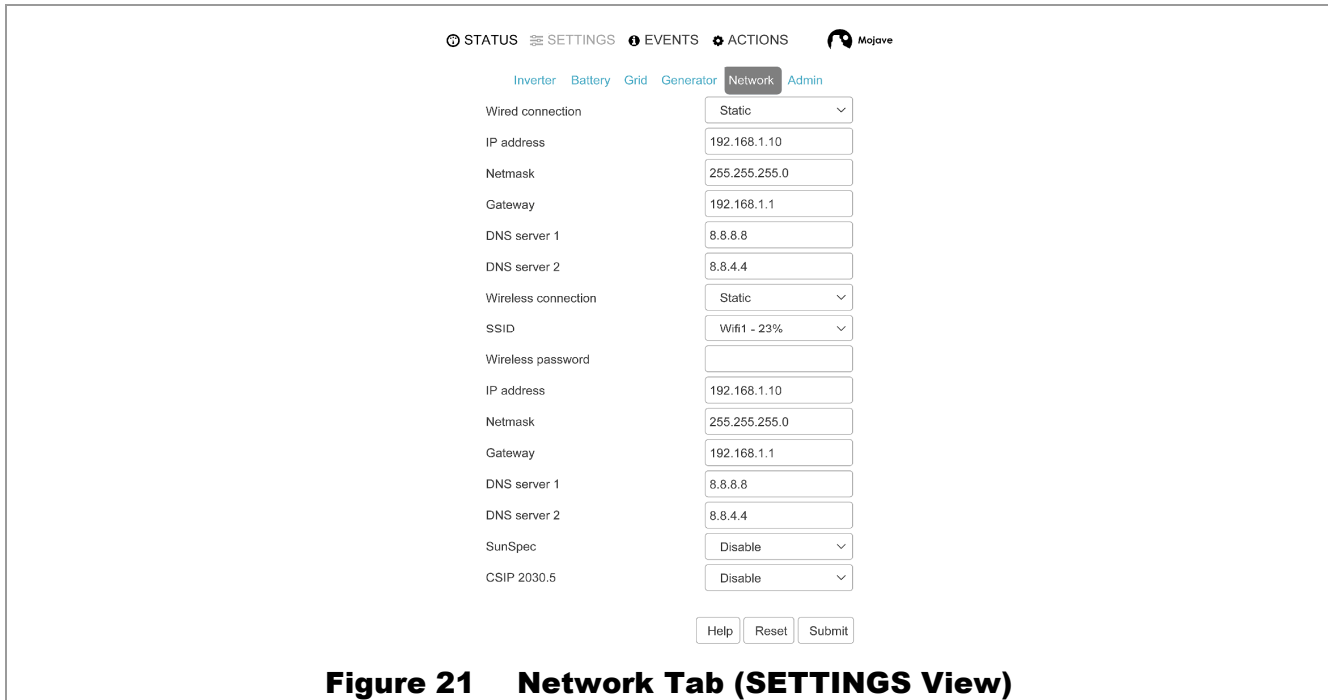 STATUS SETTINGS EVENTS ACTIONS Mojave
Inverter Battery Grid Generator Network Admin
Wired connection Static
IP address 192.168.1.10
Netmask 255.255.255.0
Gateway 192.168.1.1
DNS server 1 8.8.8.8
DNS server 2 8.8.4.4
Wireless connection Static
SSID Wifi1 - 23%
Wireless password
IP address 192.168.1.10
Netmask 255.255.255.0
Gateway 192.168.1.1
DNS server 1 8.8.8.8
DNS server 2 8.8.4.4
SunSpec Disable
CSIP 2030.5 Disable
Help Reset Submit
Figure 21 Network Tab (SETTINGS View)